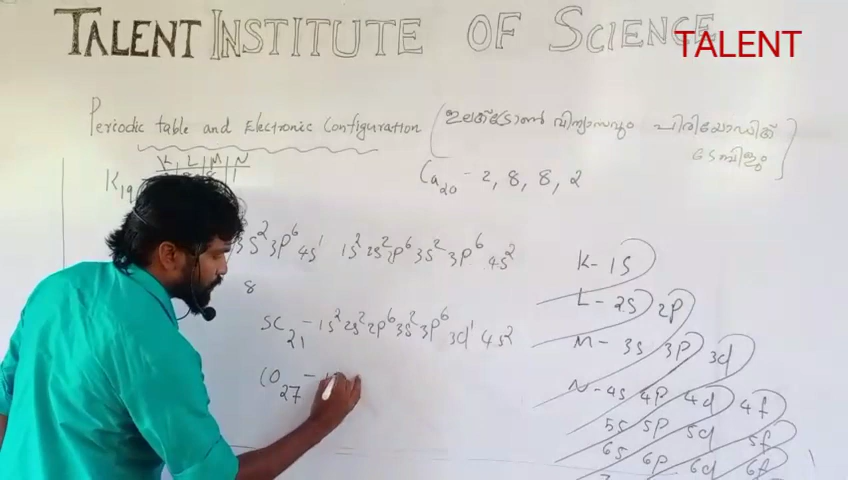 TALENT INSTITUTE OF SCIENCE
TALENT
Periodic table and Electronic Configuration (ഇലക്ട്രോൺ വിന്യാസവും പിരിയോഡിക്
ടേബിളും)
K L M N
K₁₉
Ca₂₀ - 2, 8, 8, 2
3s² 3p⁶ 4s¹ 1s² 2s² 2p⁶ 3s² 3p⁶ 4s²
8
SC₂₁ - 1s² 2s² 2p⁶ 3s² 3p⁶ 3d¹ 4s²
CO₂₇ -
K - 1s
L - 2s 2p
M - 3s 3p 3d
N - 4s 4p 4d 4f
5s 5p 5d 5f
6s 6p 6d 6f